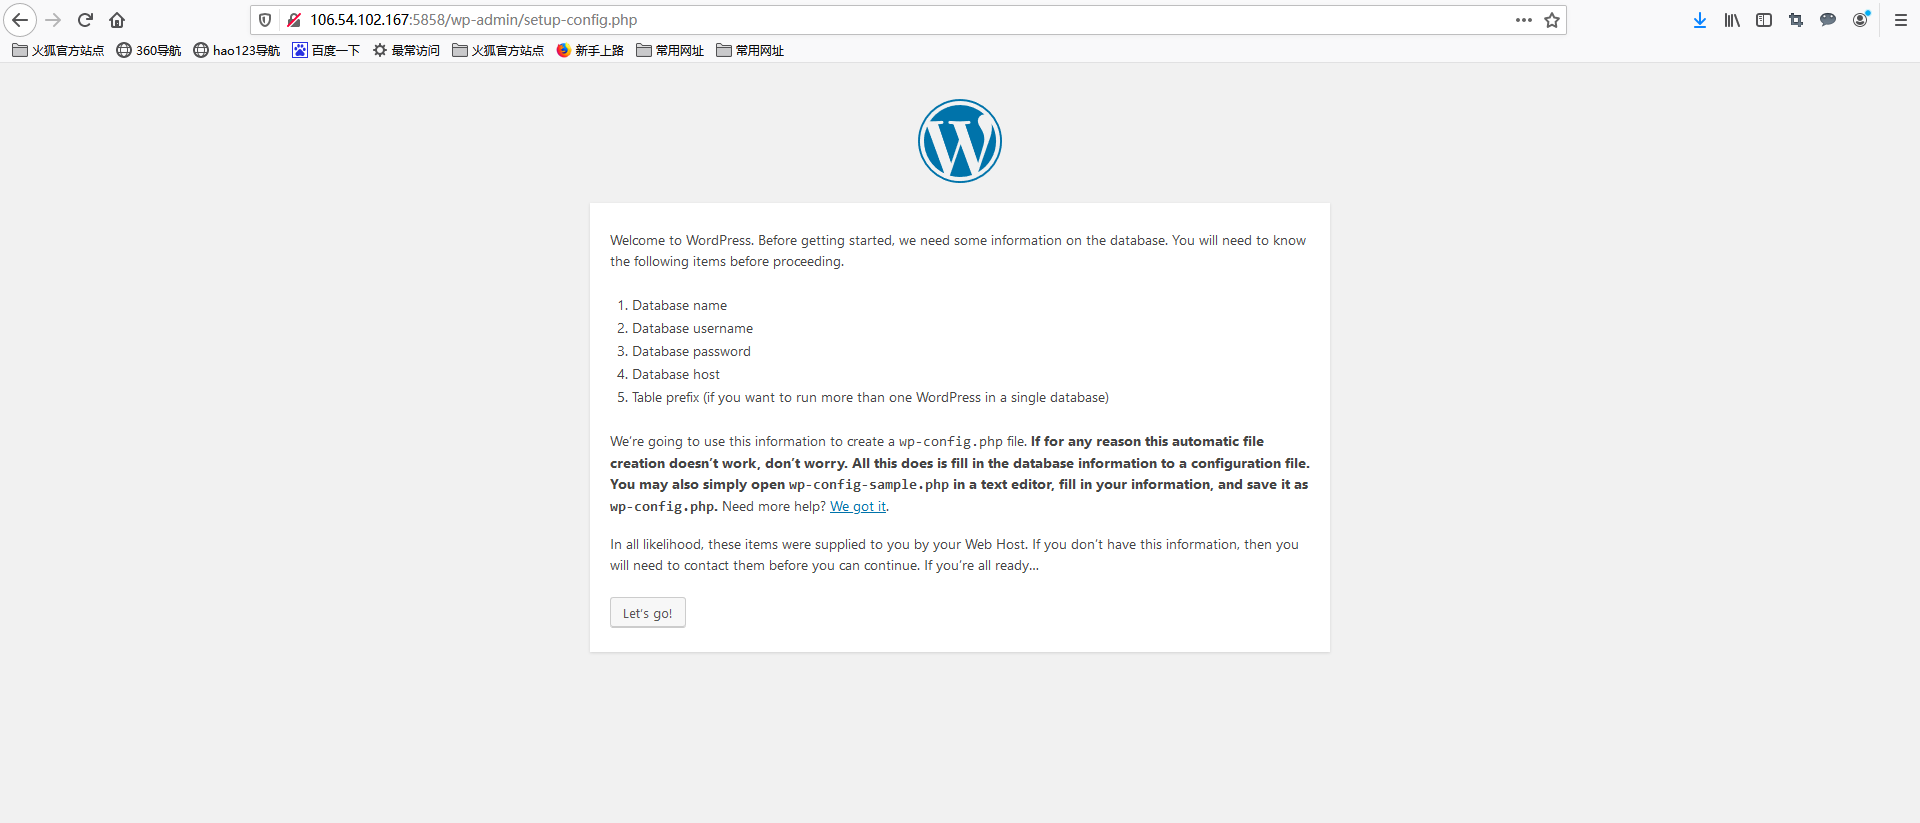 106.54.102.167:5858/wp-admin/setup-config.php
火狐官方站点 360导航 hao123导航 百度一下 最常访问 火狐官方站点 新手上路 常用网址 常用网址
Welcome to WordPress. Before getting started, we need some information on the database. You will need to know
the following items before proceeding.
1. Database name
2. Database username
3. Database password
4. Database host
5. Table prefix (if you want to run more than one WordPress in a single database)
We’re going to use this information to create a wp-config.php file. If for any reason this automatic file
creation doesn’t work, don’t worry. All this does is fill in the database information to a configuration file.
You may also simply open wp-config-sample.php in a text editor, fill in your information, and save it as
wp-config.php. Need more help? We got it.
In all likelihood, these items were supplied to you by your Web Host. If you don’t have this information, then you
will need to contact them before you can continue. If you’re all ready…
Let’s go!